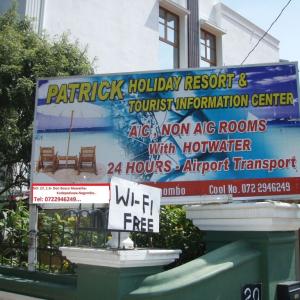 PATRICK HOLIDAY RESORT &
TOURIST INFORMATION CENTER
A/C, NON A/C ROOMS
With HOTWATER
24 HOURS - Airport Transport
ombo Cool No. 072 2946249
Tel: 0722946249...
WI-FI
FREE
20